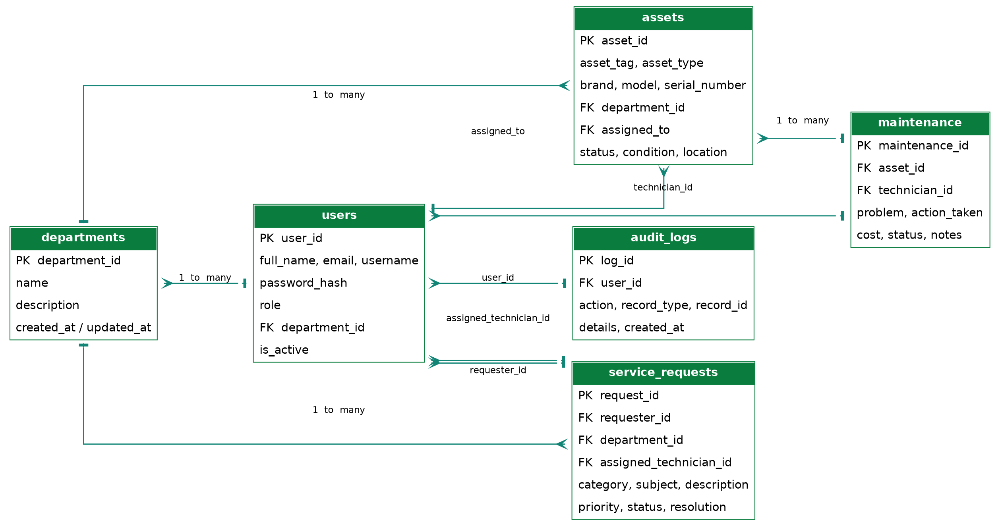 assets
PK  asset_id
asset_tag, asset_type
brand, model, serial_number
FK  department_id
FK  assigned_to
status, condition, location
1 to many
assigned_to
1 to many
technician_id
maintenance
PK  maintenance_id
FK  asset_id
FK  technician_id
problem, action_taken
cost, status, notes
departments
PK  department_id
name
description
created_at / updated_at
1 to many
users
PK  user_id
full_name, email, username
password_hash
role
FK  department_id
is_active
user_id
assigned_technician_id
requester_id
1 to many
audit_logs
PK  log_id
FK  user_id
action, record_type, record_id
details, created_at
service_requests
PK  request_id
FK  requester_id
FK  department_id
FK  assigned_technician_id
category, subject, description
priority, status, resolution